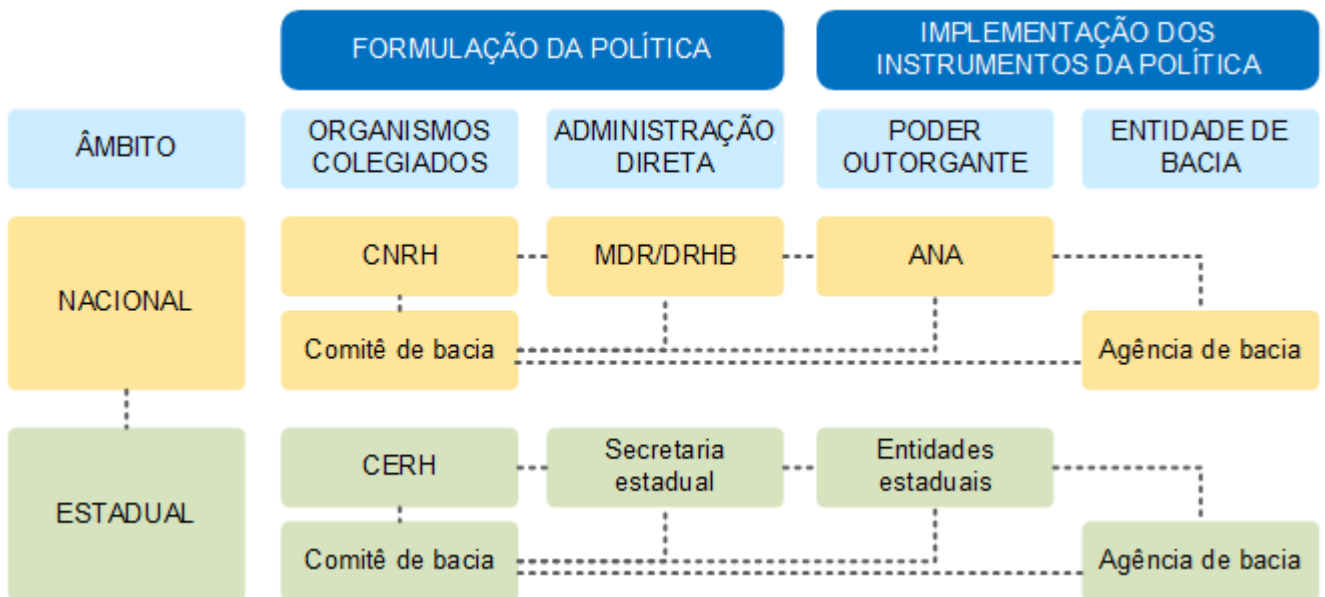 FORMULAÇÃO DA POLÍTICA
IMPLEMENTAÇÃO DOS
INSTRUMENTOS DA POLÍTICA
ÂMBITO
ORGANISMOS
COLEGIADOS
ADMINISTRAÇÃO
DIRETA
PODER
OUTORGANTE
ENTIDADE DE
BACIA
NACIONAL
CNRH
MDR/DRHB
ANA
Comitê de bacia
Agência de bacia
ESTADUAL
CERH
Secretaria
estadual
Entidades
estaduais
Comitê de bacia
Agência de bacia